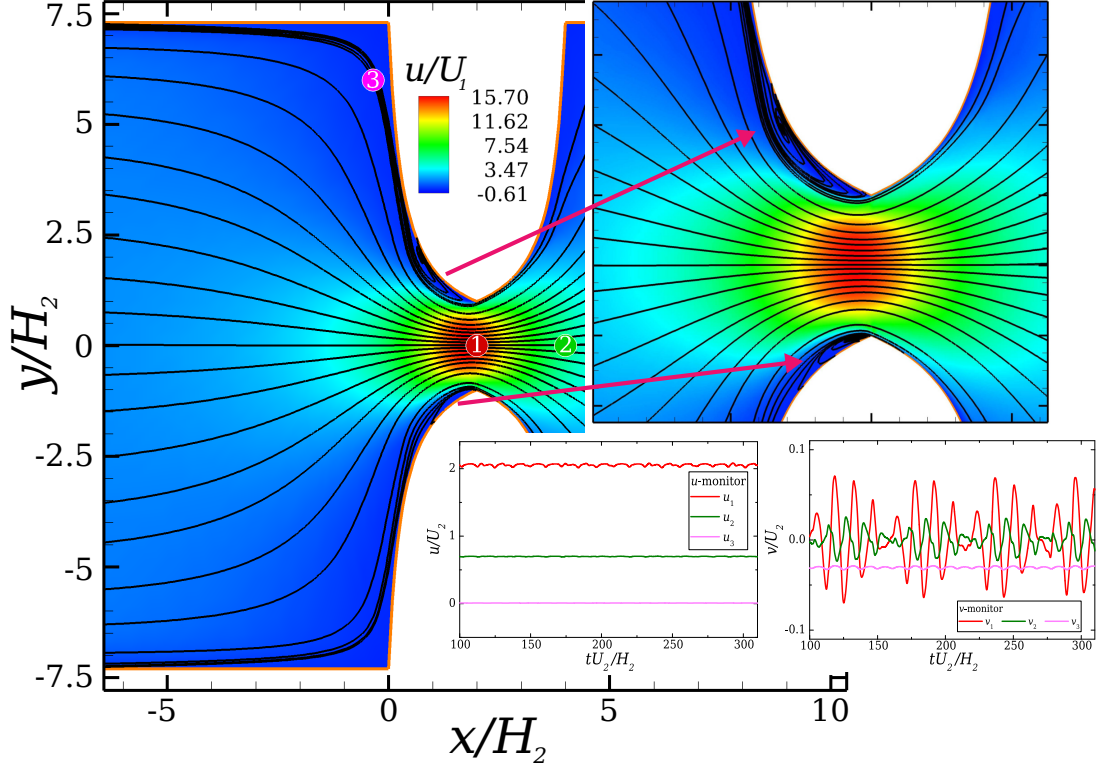 7.5
5
2.5
0
-2.5
-5
-7.5
y/H₂
-5
0
5
10
x/H₂
u/U₁
15.70
11.62
7.54
3.47
-0.61
3
1
2
2
1
0
u/U₂
100
150
200
250
300
tU₂/H₂
u-monitor
u₁
u₂
u₃
0.1
0.0
-0.1
v/U₂
100
150
200
250
300
tU₂/H₂
v-monitor
v₁ v₂ v₃